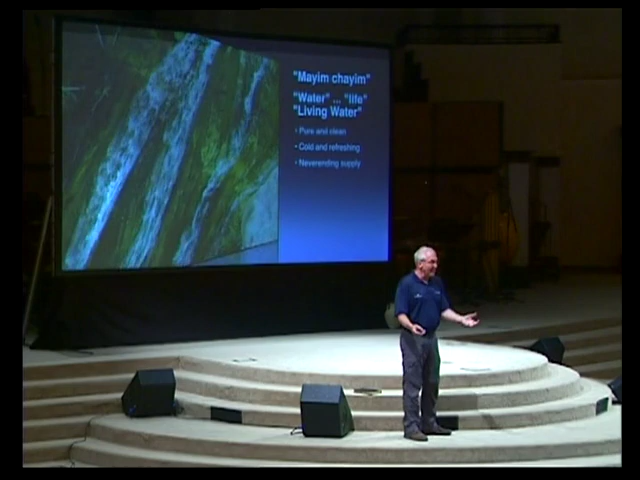 "Mayim chayim"
"Water" ... "life"
"Living Water"
• Pure and clean
• Cold and refreshing
• Neverending supply